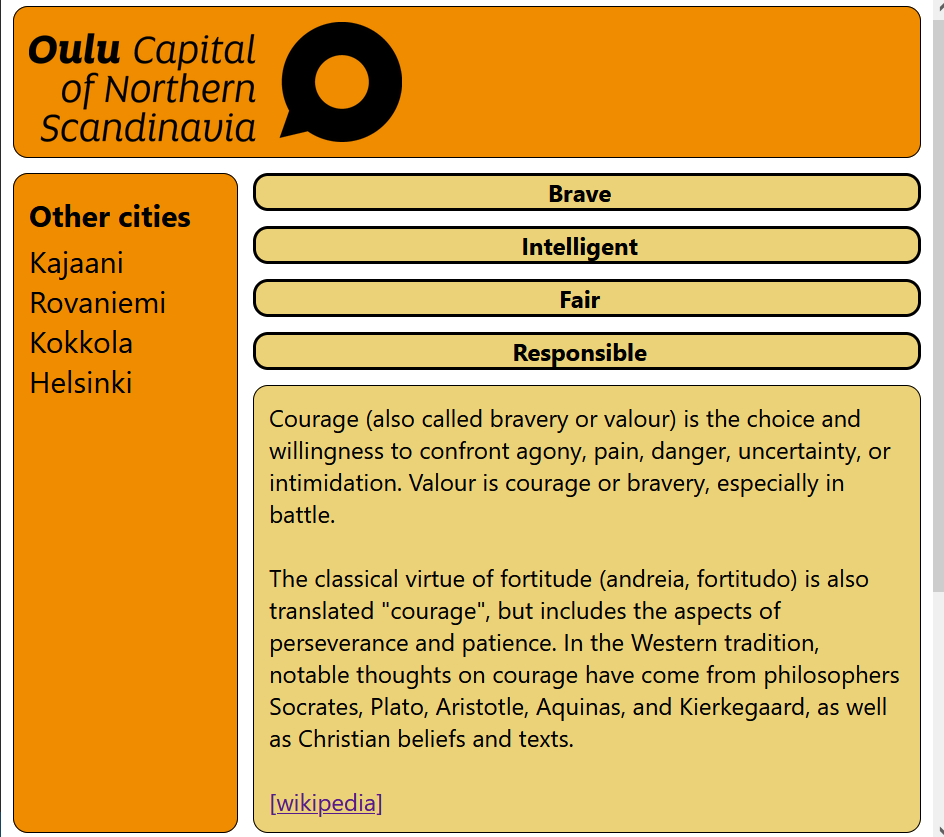 Oulu Capital
of Northern
Scandinavia
Other cities
Kajaani
Rovaniemi
Kokkola
Helsinki
Brave
Intelligent
Fair
Responsible
Courage (also called bravery or valour) is the choice and
willingness to confront agony, pain, danger, uncertainty, or
intimidation. Valour is courage or bravery, especially in
battle.
The classical virtue of fortitude (andreia, fortitudo) is also
translated "courage", but includes the aspects of
perseverance and patience. In the Western tradition,
notable thoughts on courage have come from philosophers
Socrates, Plato, Aristotle, Aquinas, and Kierkegaard, as well
as Christian beliefs and texts.
[wikipedia]